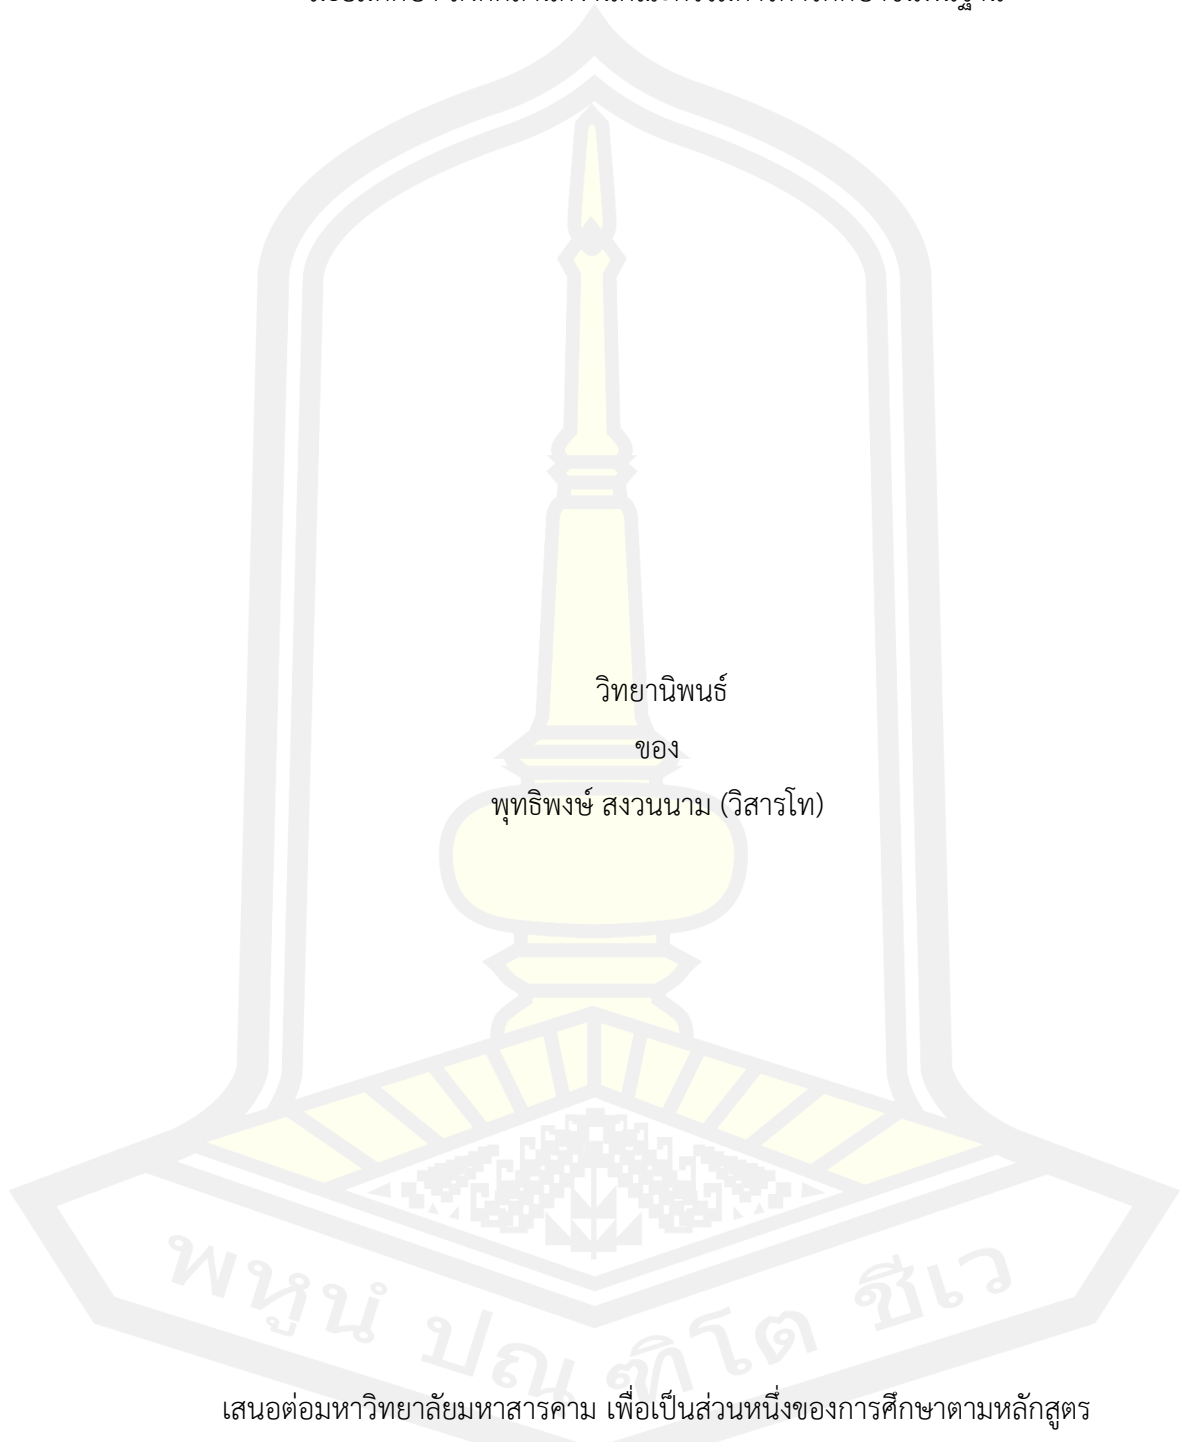 วิทยานิพนธ์
ของ
พุทธิพงษ์ สงวนนาม (วิสารโท)
พหูนํ ปณฺฑิโต ชีเว
เสนอต่อมหาวิทยาลัยมหาสารคาม เพื่อเป็นส่วนหนึ่งของการศึกษาตามหลักสูตร